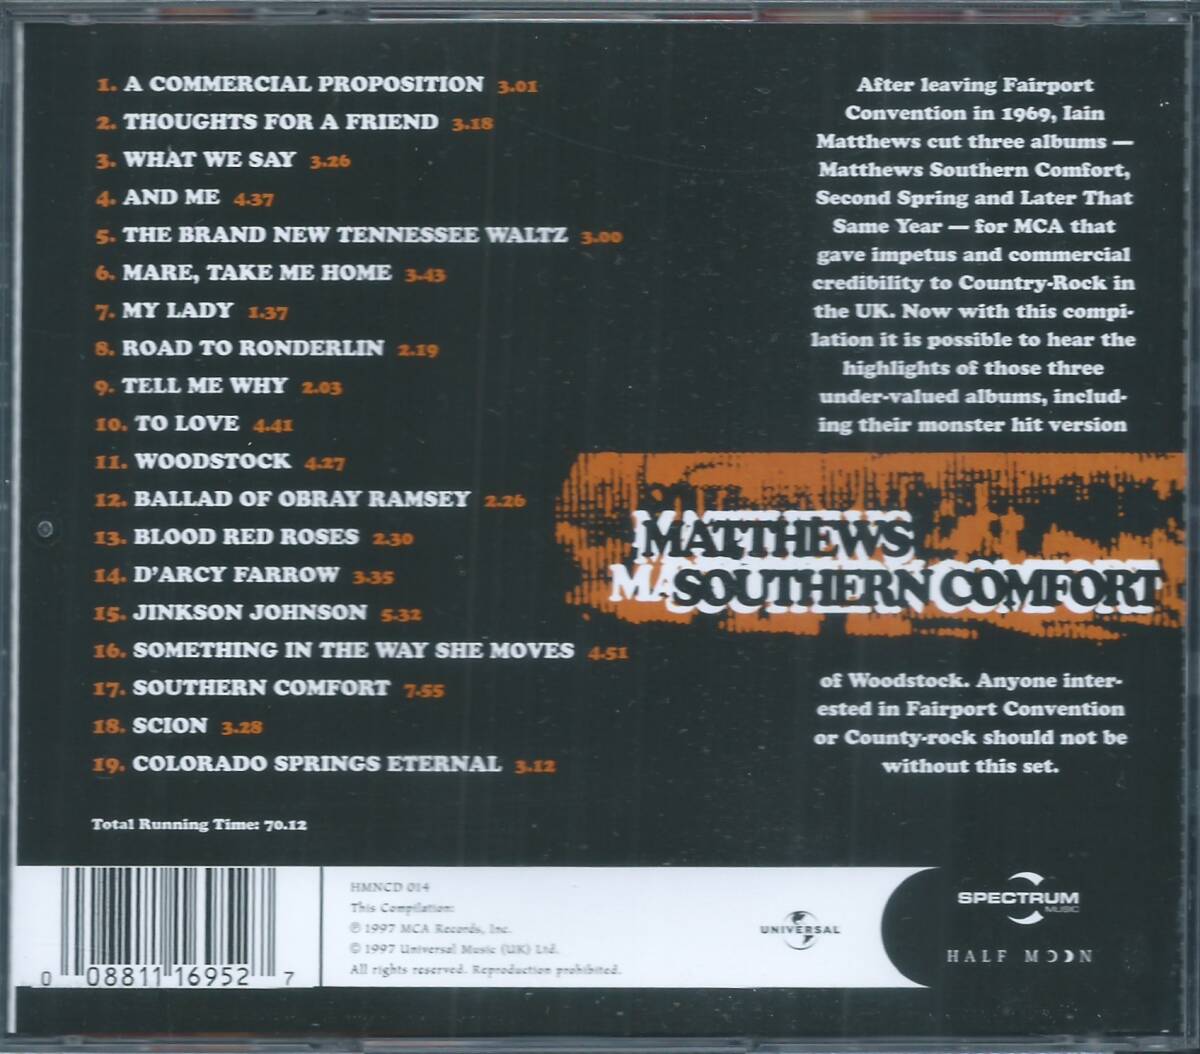 1. A COMMERCIAL PROPOSITION 3.01
2. THOUGHTS FOR A FRIEND 3.18
3. WHAT WE SAY 3.26
4. AND ME 4.37
5. THE BRAND NEW TENNESSEE WALTZ 3.00
6. MARE, TAKE ME HOME 3.43
7. MY LADY 1.37
8. ROAD TO RONDERLIN 2.19
9. TELL ME WHY 2.03
10. TO LOVE 4.41
11. WOODSTOCK 4.27
12. BALLAD OF OBRAY RAMSEY 2.26
13. BLOOD RED ROSES 2.30
14. D'ARCY FARROW 3.35
15. JINKSON JOHNSON 5.32
16. SOMETHING IN THE WAY SHE MOVES 4.51
17. SOUTHERN COMFORT 7.55
18. SCION 3.28
19. COLORADO SPRINGS ETERNAL 3.12
Total Running Time: 70.12
After leaving Fairport
Convention in 1969, Iain
Matthews cut three albums —
Matthews Southern Comfort,
Second Spring and Later That
Same Year — for MCA that
gave impetus and commercial
credibility to Country-Rock in
the UK. Now with this compi-
lation it is possible to hear the
highlights of those three
under-valued albums, includ-
ing their monster hit version
MATTHEWS
MA SOUTHERN COMFORT
of Woodstock. Anyone inter-
ested in Fairport Convention
or County-rock should not be
without this set.
0 08811 16952 7
HMNCD 014
This Compilation:
℗ 1997 MCA Records, Inc.
© 1997 Universal Music (UK) Ltd.
All rights reserved. Reproduction prohibited.
UNIVERSAL
SPECTRUM
MUSIC
HALF MOON